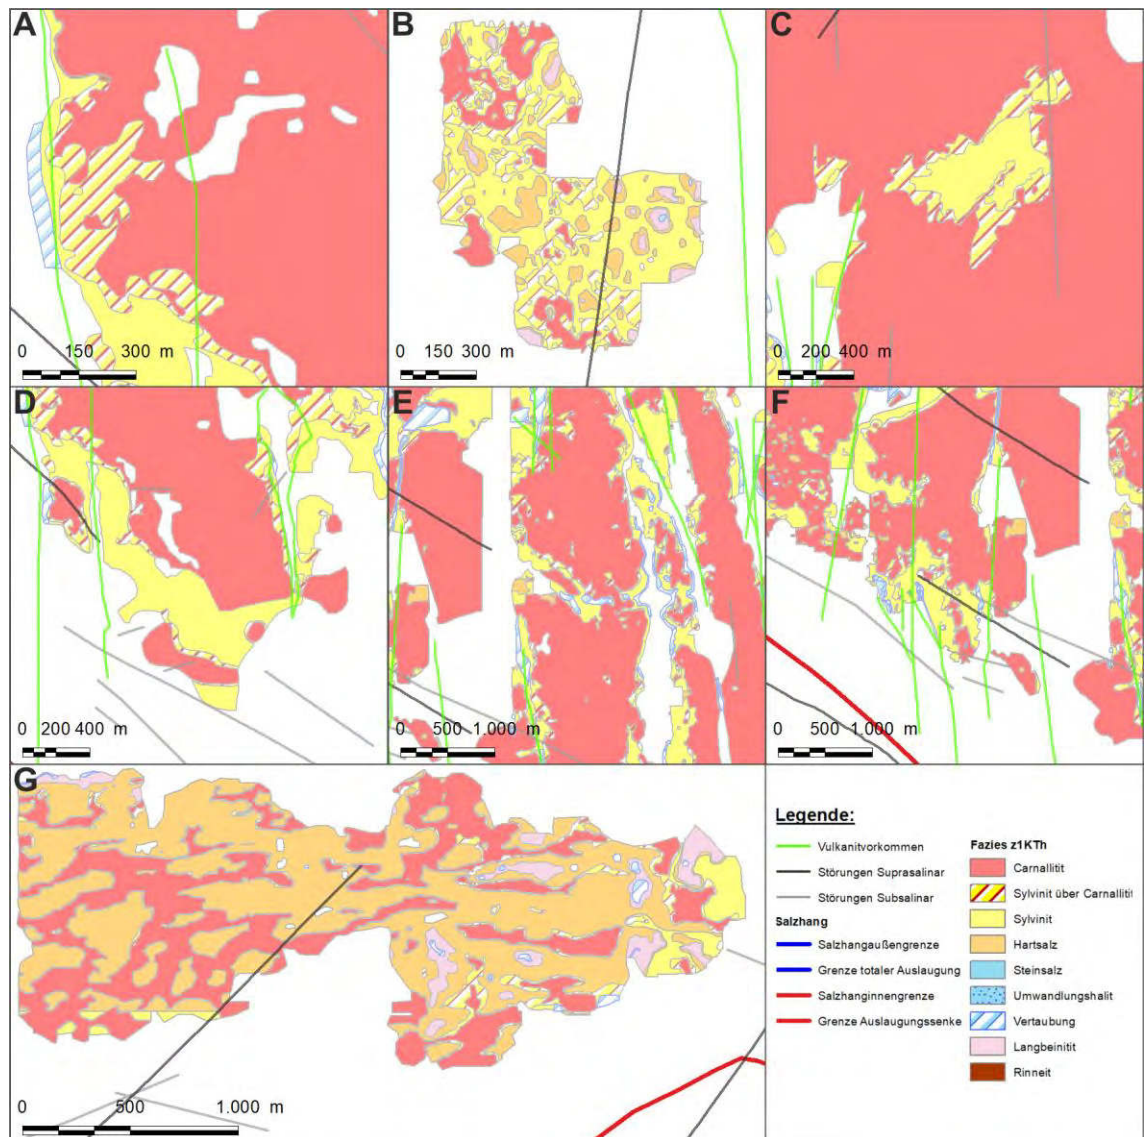 A
0 150 300 m
B
0 150 300 m
C
0 200 400 m
D
0 200 400 m
E
0 500 1.000 m
F
0 500 1.000 m
G
0 500 1.000 m
Legende:
Vulkanitvorkommen
Störungen Suprasalinar
Störungen Subsalinar
Salzhang
Salzhangaußengrenze
Grenze totaler Auslaugung
Salzhanginnengrenze
Grenze Auslaugungssenke
Fazies z1KTh
Carnallitit
Sylvinit über Carnallitit
Sylvinit
Hartsalz
Steinsalz
Umwandlungshalit
Vertaubung
Langbeinitit
Rinneit